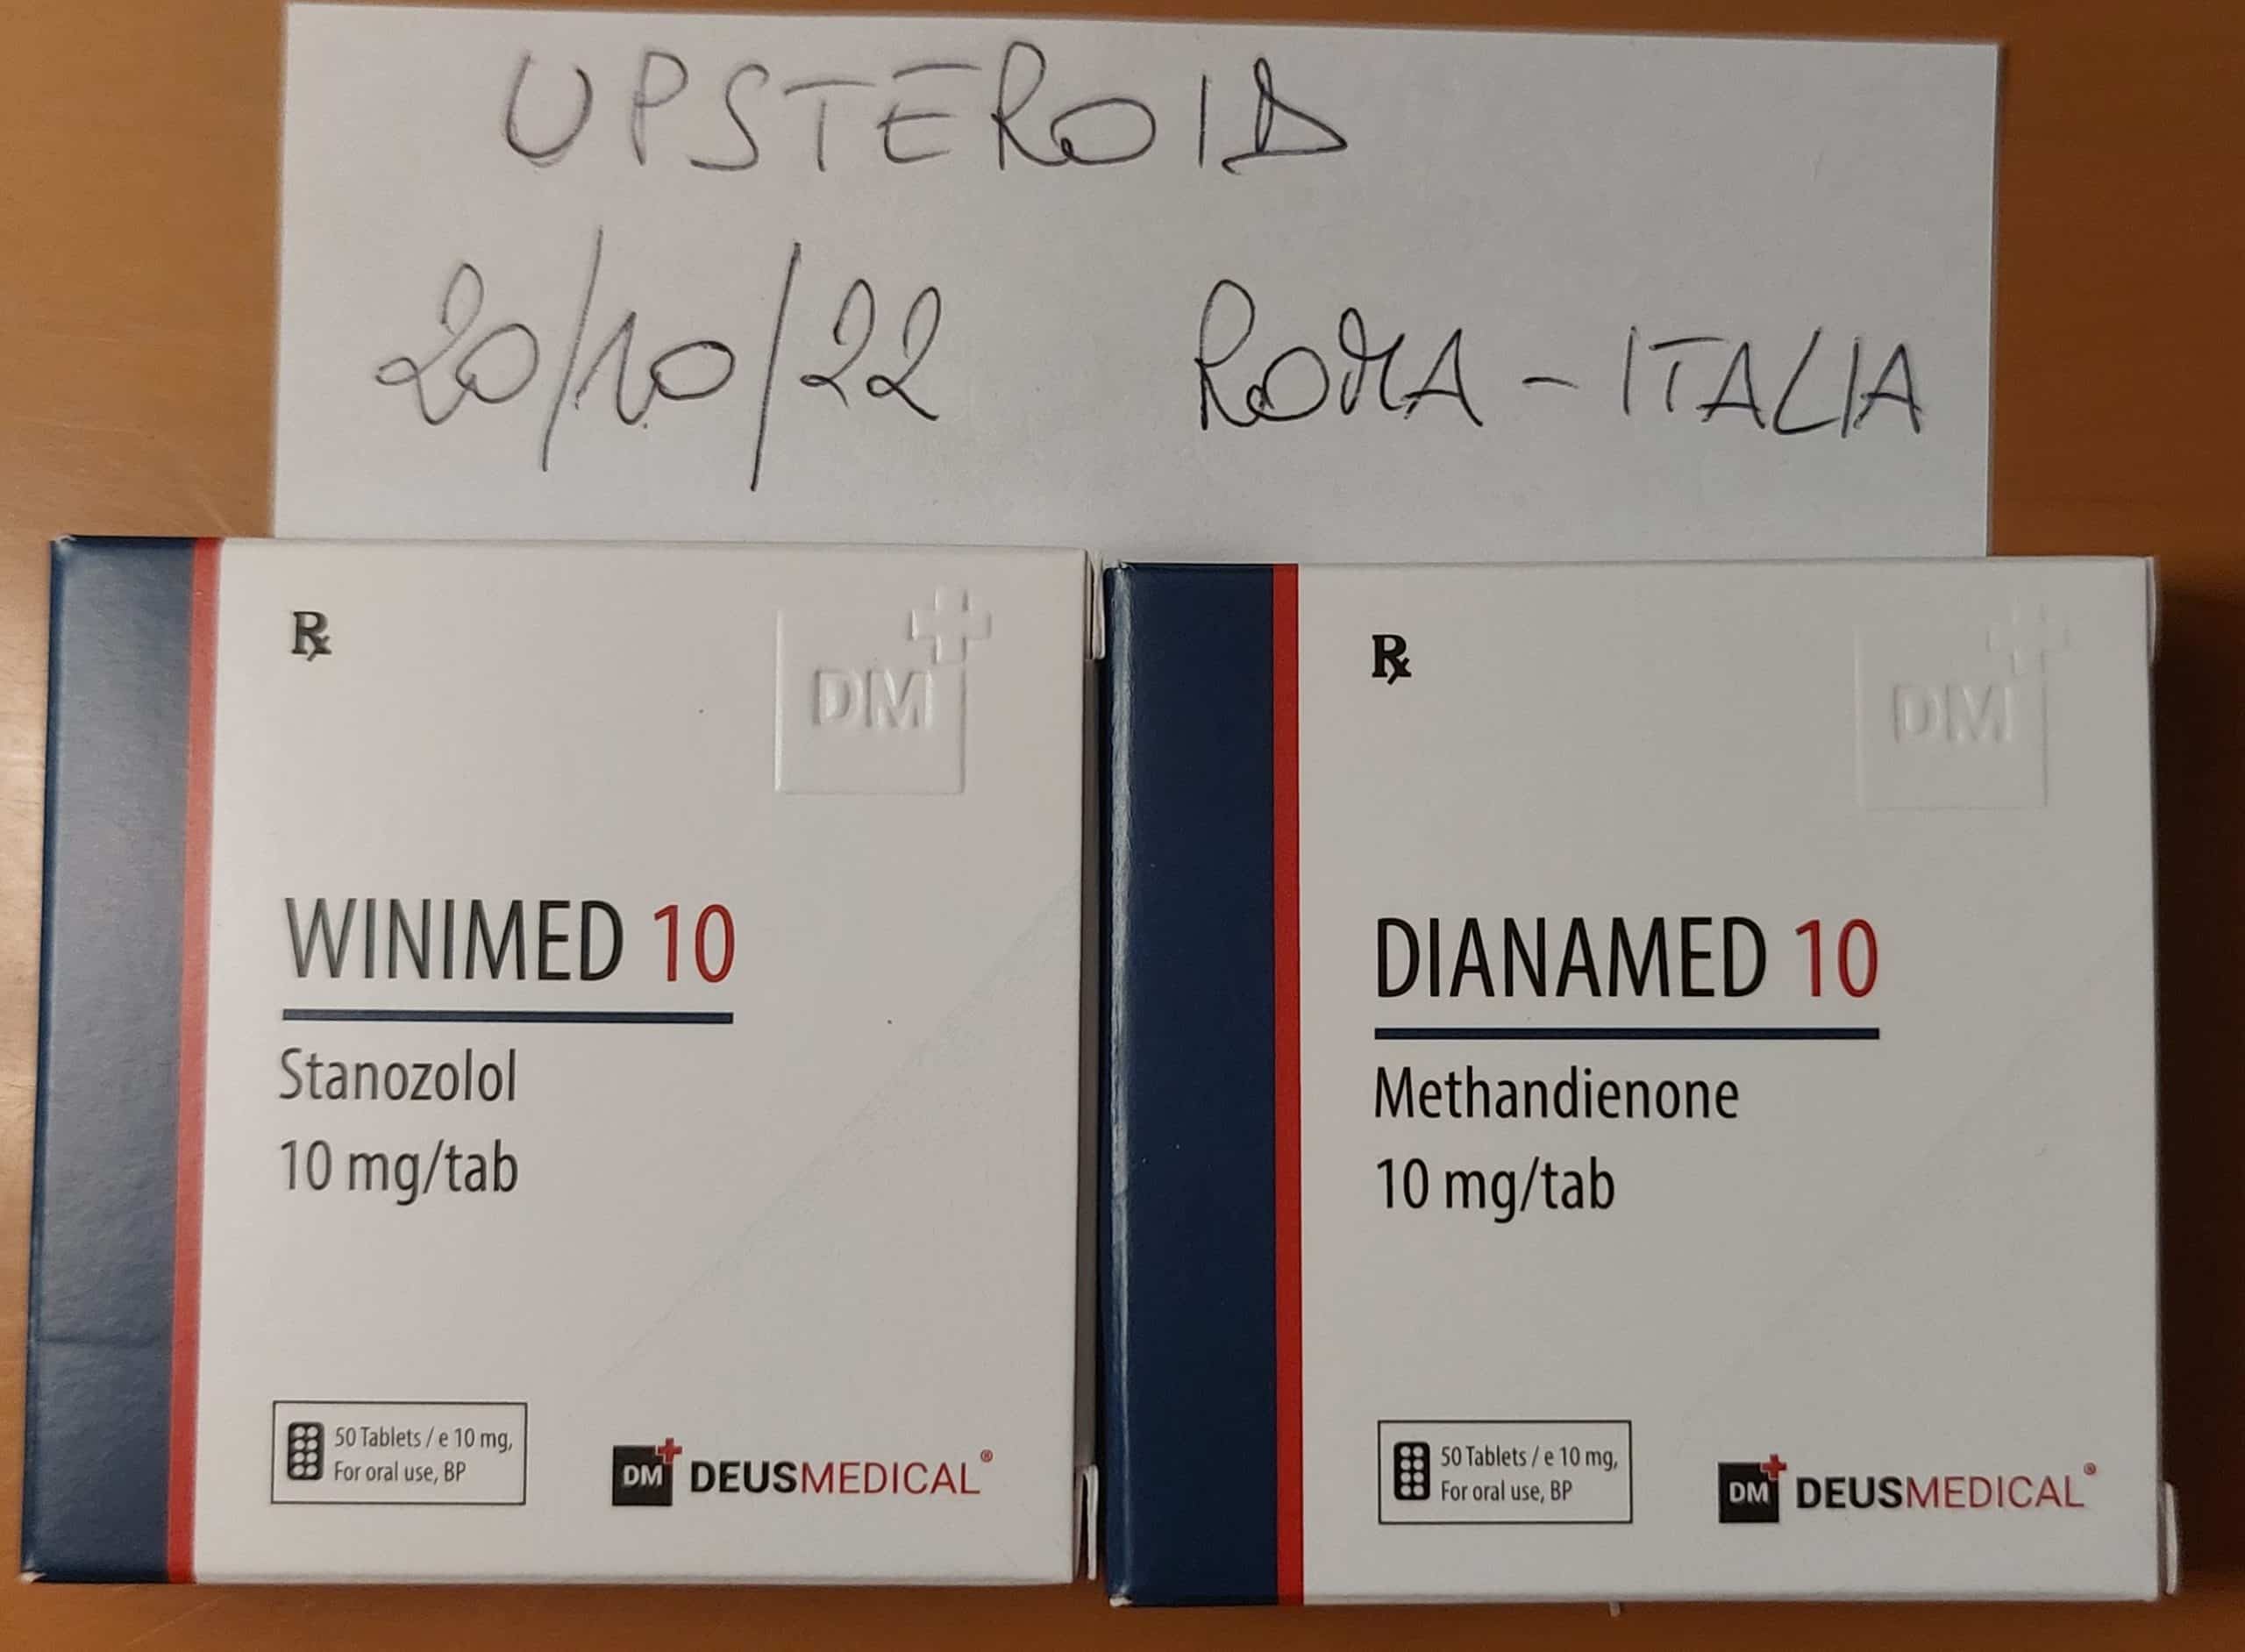 UPSTEROID
20/10/22 ROMA - ITALIA
℞
DM
WINIMED 10
Stanozolol
10 mg/tab
50 Tablets / e 10 mg,
For oral use, BP
DM DEUSMEDICAL®
℞
DM
DIANAMED 10
Methandienone
10 mg/tab
50 Tablets / e 10 mg,
For oral use, BP
DM DEUSMEDICAL®